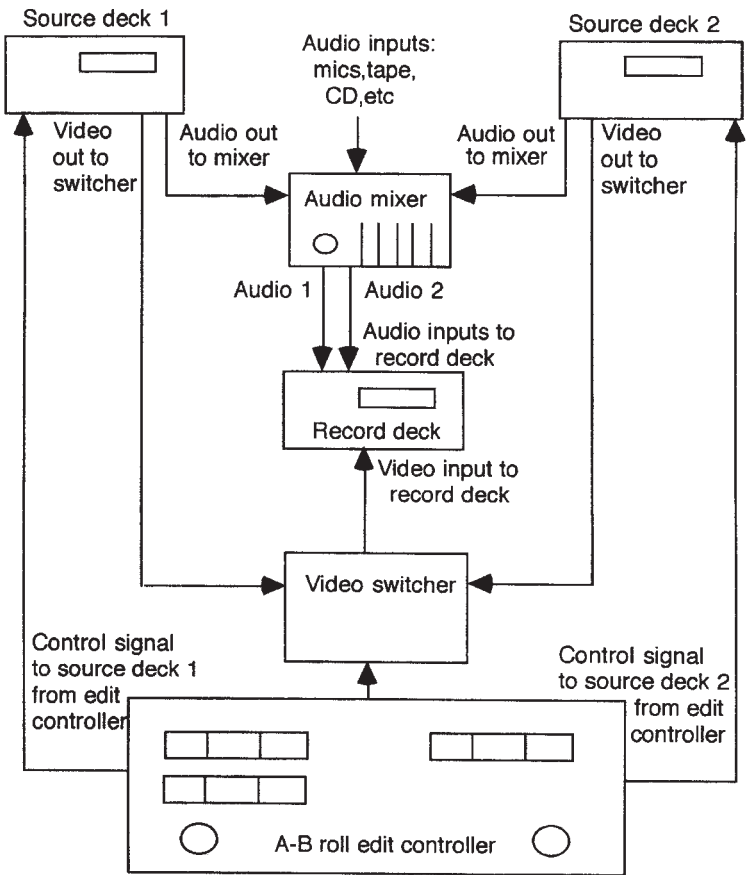 Source deck 1
Source deck 2
Audio inputs:
mics,tape,
CD,etc
Video
out to
switcher
Audio out
to mixer
Audio out
to mixer
Video
out to
switcher
Audio mixer
Audio 1
Audio 2
Audio inputs to
record deck
Record deck
Video input to
record deck
Video switcher
Control signal
to source deck 1
from edit
controller
Control signal
to source deck 2
from edit
controller
A-B roll edit controller